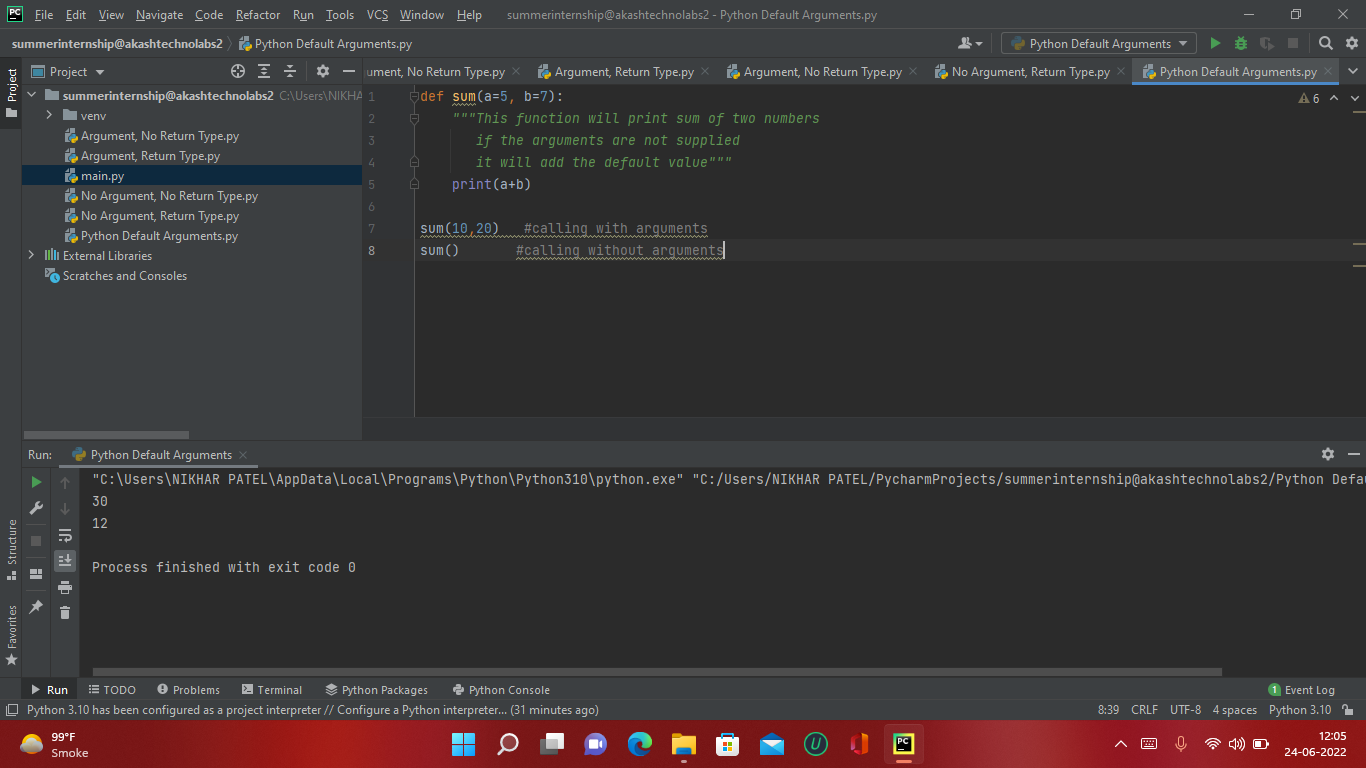 PC File Edit View Navigate Code Refactor Run Tools VCS Window Help summerinternship@akashtechnolabs2 - Python Default Arguments.py
summerinternship@akashtechnolabs2 Python Default Arguments.py Python Default Arguments
Project
Project
ument, No Return Type.py Argument, Return Type.py Argument, No Return Type.py No Argument, Return Type.py Python Default Arguments.py
summerinternship@akashtechnolabs2 C:\Users\NIKHA
venv
Argument, No Return Type.py
Argument, Return Type.py
main.py
No Argument, No Return Type.py
No Argument, Return Type.py
Python Default Arguments.py
External Libraries
Scratches and Consoles
6
1 def sum(a=5, b=7):
2     """This function will print sum of two numbers
3        if the arguments are not supplied
4        it will add the default value"""
5     print(a+b)
6
7 sum(10,20)   #calling with arguments
8 sum()       #calling without arguments
Run: Python Default Arguments
"C:\Users\NIKHAR PATEL\AppData\Local\Programs\Python\Python310\python.exe" "C:/Users/NIKHAR PATEL/PycharmProjects/summerinternship@akashtechnolabs2/Python Defa
30
12
Process finished with exit code 0
Structure
Favorites
Run TODO Problems Terminal Python Packages Python Console 1 Event Log
Python 3.10 has been configured as a project interpreter // Configure a Python interpreter... (31 minutes ago) 8:39 CRLF UTF-8 4 spaces Python 3.10
99°F
Smoke
U
PC
12:05
24-06-2022